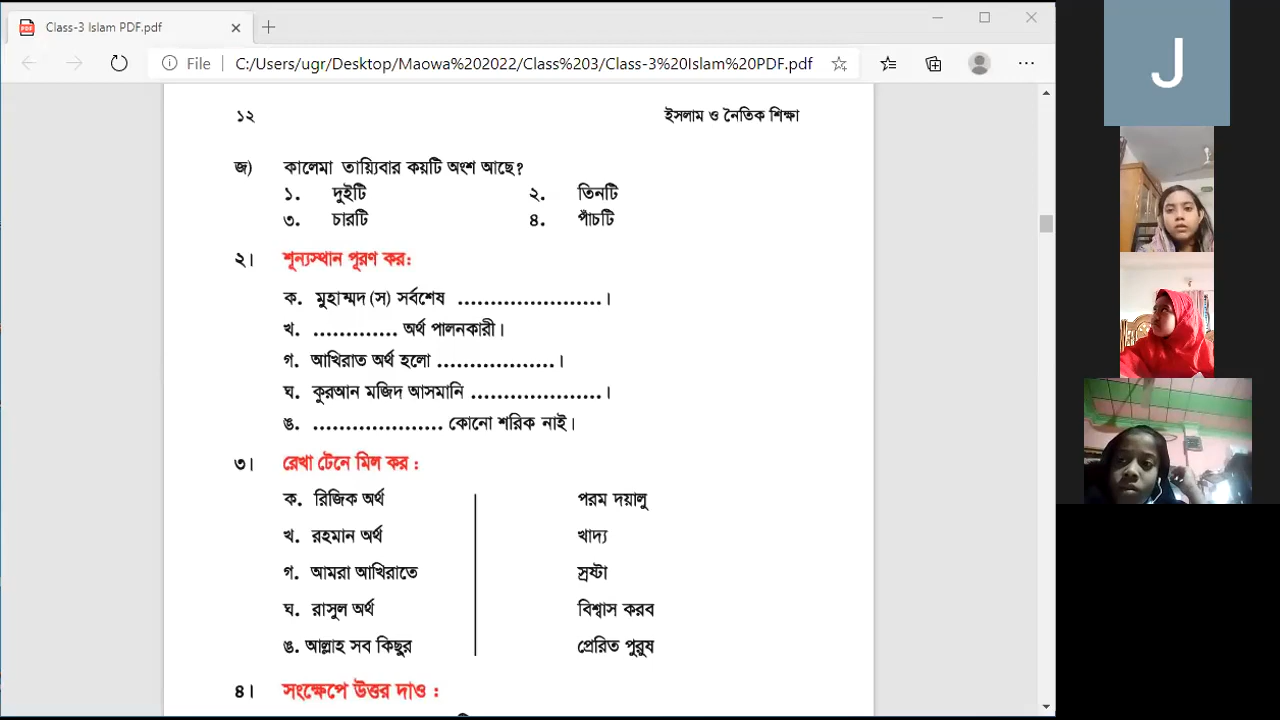 Class-3 Islam PDF.pdf
File C:/Users/ugr/Desktop/Maowa%202022/Class%203/Class-3%20Islam%20PDF.pdf
J
১২ ইসলাম ও নৈতিক শিক্ষা
জ) কালেমা তায়্যিবার কয়টি অংশ আছে?
১. দুইটি ২. তিনটি
৩. চারটি ৪. পাঁচটি
২। শূন্যস্থান পূরণ কর:
ক. মুহাম্মদ (স) সর্বশেষ ......................।
খ. ............. অর্থ পালনকারী।
গ. আখিরাত অর্থ হলো ..................।
ঘ. কুরআন মজিদ আসমানি ....................।
ঙ. .................... কোনো শরিক নাই।
৩। রেখা টেনে মিল কর :
ক. রিজিক অর্থ পরম দয়ালু
খ. রহমান অর্থ খাদ্য
গ. আমরা আখিরাতে স্রষ্টা
ঘ. রাসুল অর্থ বিশ্বাস করব
ঙ. আল্লাহ সব কিছুর প্রেরিত পুরুষ
৪। সংক্ষেপে উত্তর দাও :